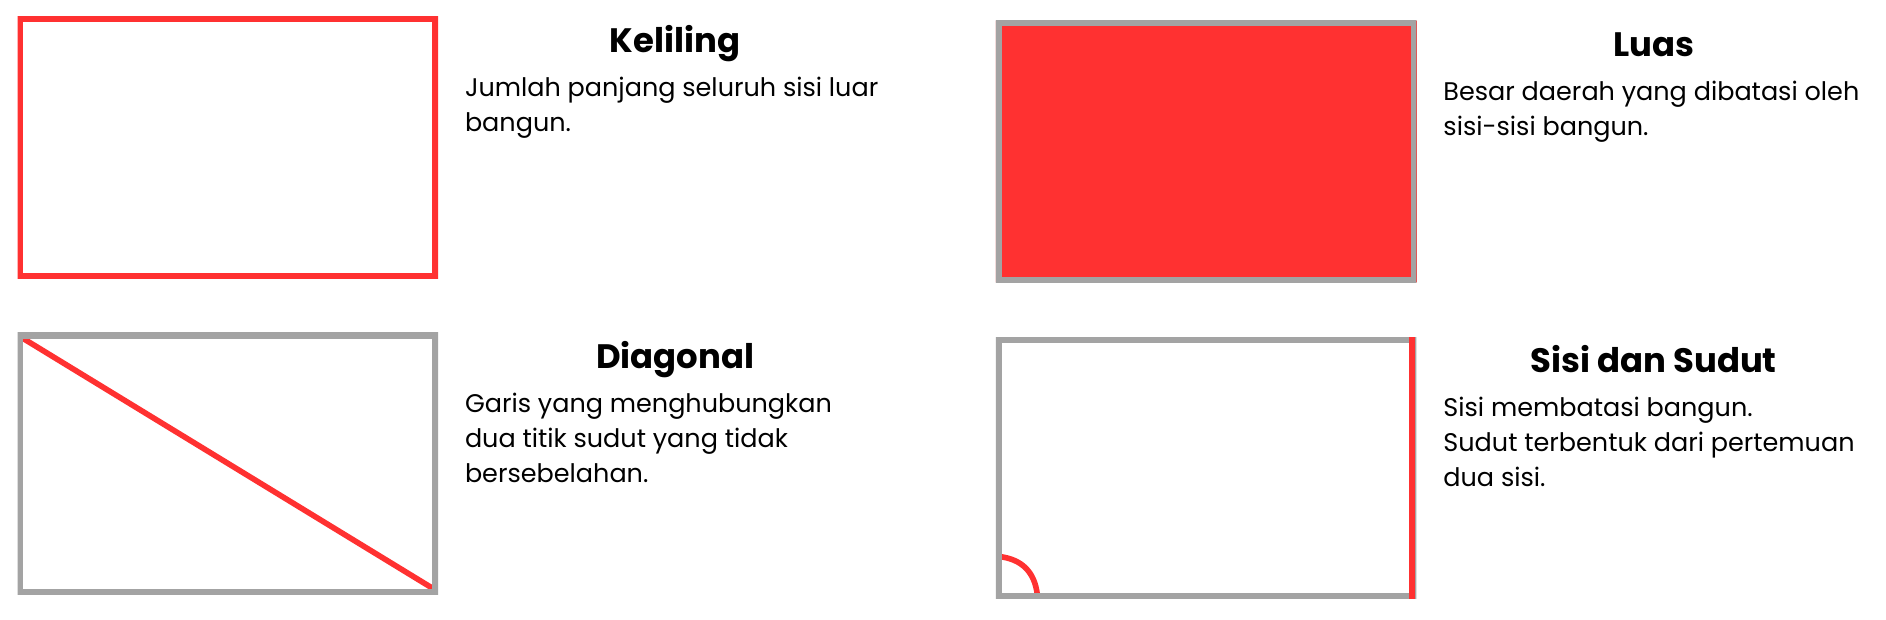 Keliling
Jumlah panjang seluruh sisi luar
bangun.
Luas
Besar daerah yang dibatasi oleh
sisi-sisi bangun.
Diagonal
Garis yang menghubungkan
dua titik sudut yang tidak
bersebelahan.
Sisi dan Sudut
Sisi membatasi bangun.
Sudut terbentuk dari pertemuan
dua sisi.